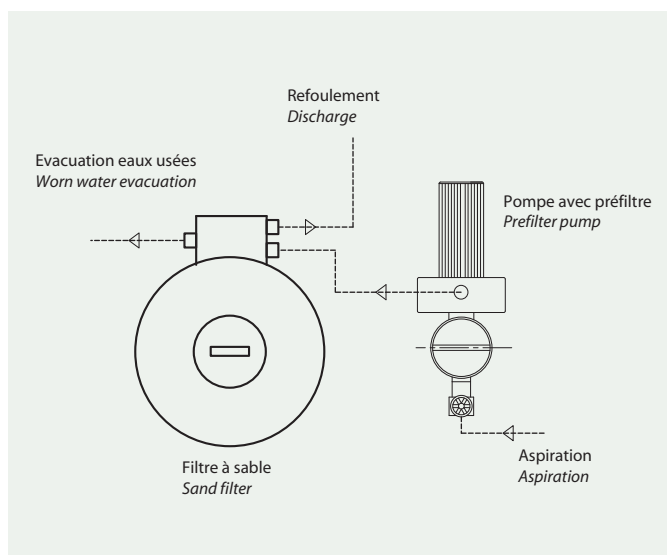 Refoulement
Discharge
Evacuation eaux usées
Worn water evacuation
Pompe avec préfiltre
Prefilter pump
Aspiration
Aspiration
Filtre à sable
Sand filter